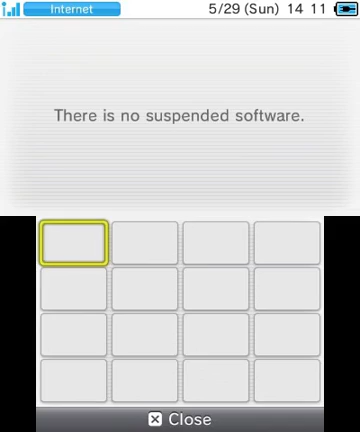 Internet
5/29 (Sun) 14 11
There is no suspended software.
X Close